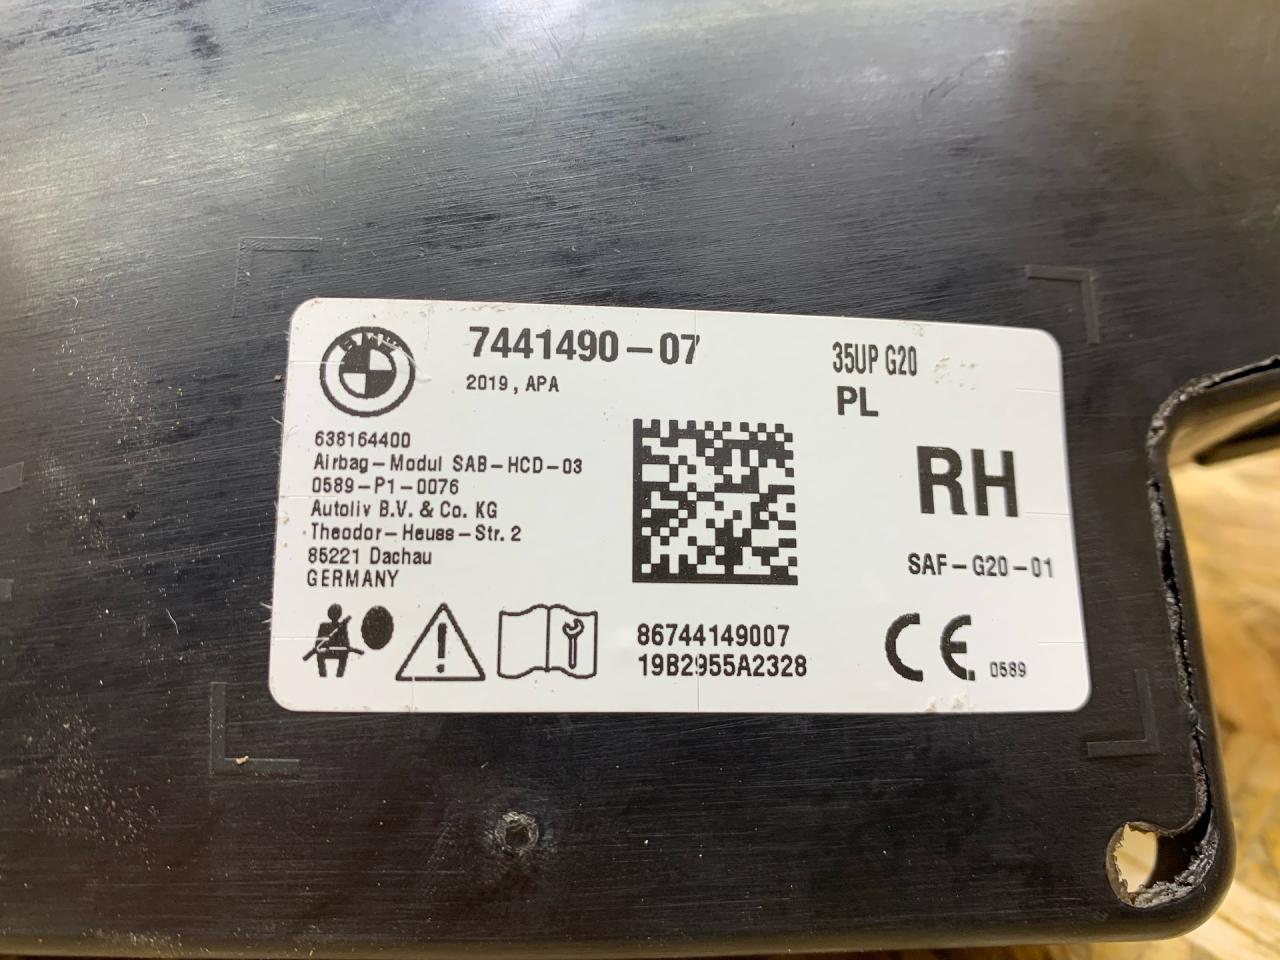 BMW
7441490-07
2019, APA
35UP G20
PL
638164400
Airbag-Modul SAB-HCD-03
0589-P1-0076
Autoliv B.V. & Co. KG
Theodor-Heuss-Str. 2
85221 Dachau
GERMANY
RH
SAF-G20-01
86744149007
19B2955A2328
CE 0589